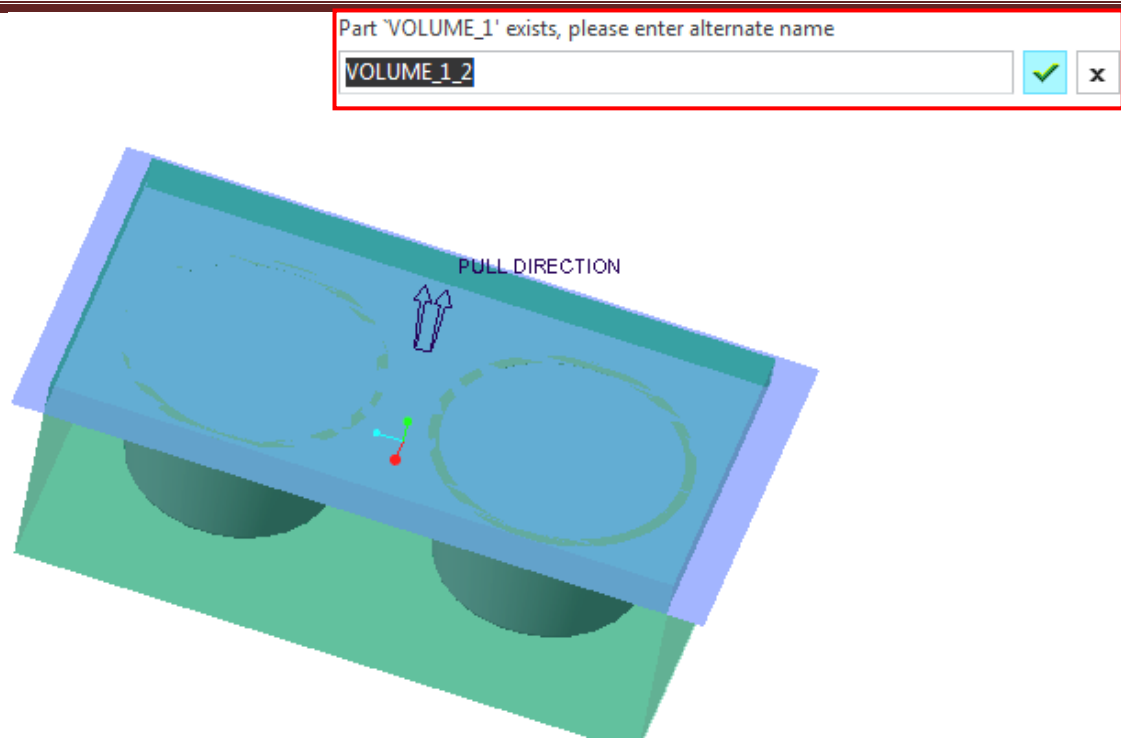 Part `VOLUME_1' exists, please enter alternate name
VOLUME_1_2
x
PULL DIRECTION